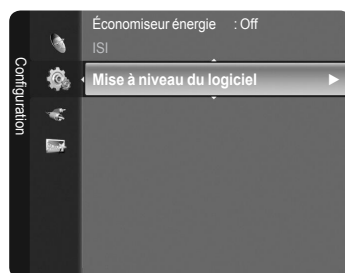 Configuration
Économiseur énergie : Off
ISI
Mise à niveau du logiciel